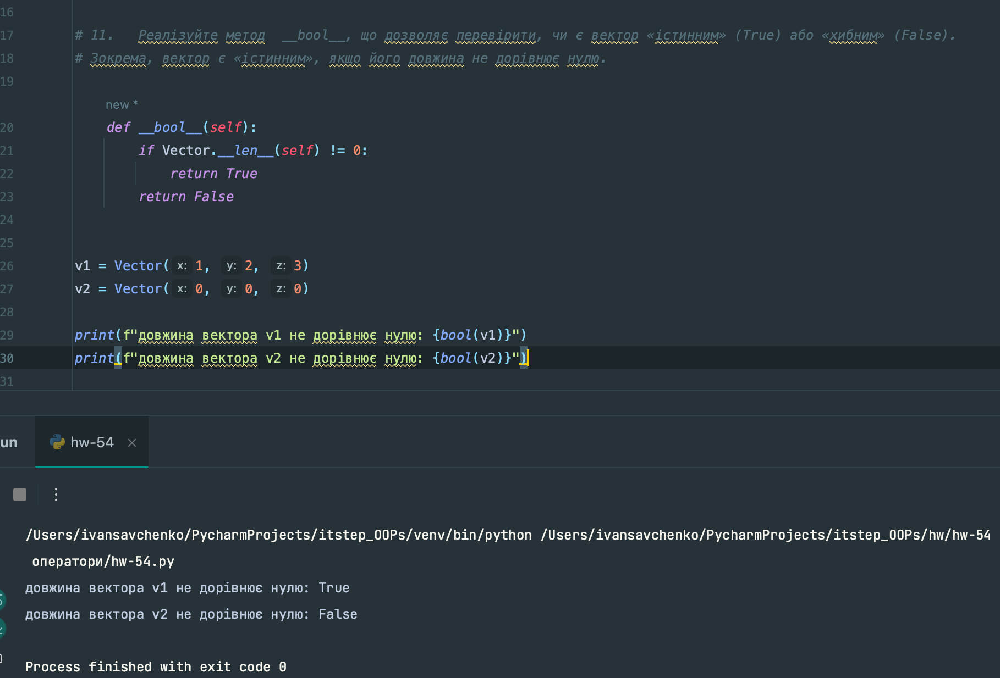 16
17 # 11.   Реалізуйте метод  __bool__, що дозволяє перевірити, чи є вектор «істинним» (True) або «хибним» (False).
18 # Зокрема, вектор є «істинним», якщо його довжина не дорівнює нулю.
19
new *
20 def __bool__(self):
21 if Vector.__len__(self) != 0:
22 return True
23 return False
24
25
26 v1 = Vector( x: 1,  y: 2,  z: 3)
27 v2 = Vector( x: 0,  y: 0,  z: 0)
28
29 print(f"довжина вектора v1 не дорівнює нулю: {bool(v1)}")
30 print(f"довжина вектора v2 не дорівнює нулю: {bool(v2)}")
31
un hw-54 ×
/Users/ivansavchenko/PycharmProjects/itstep_OOPs/venv/bin/python /Users/ivansavchenko/PycharmProjects/itstep_OOPs/hw/hw-54
оператори/hw-54.py
довжина вектора v1 не дорівнює нулю: True
довжина вектора v2 не дорівнює нулю: False
Process finished with exit code 0